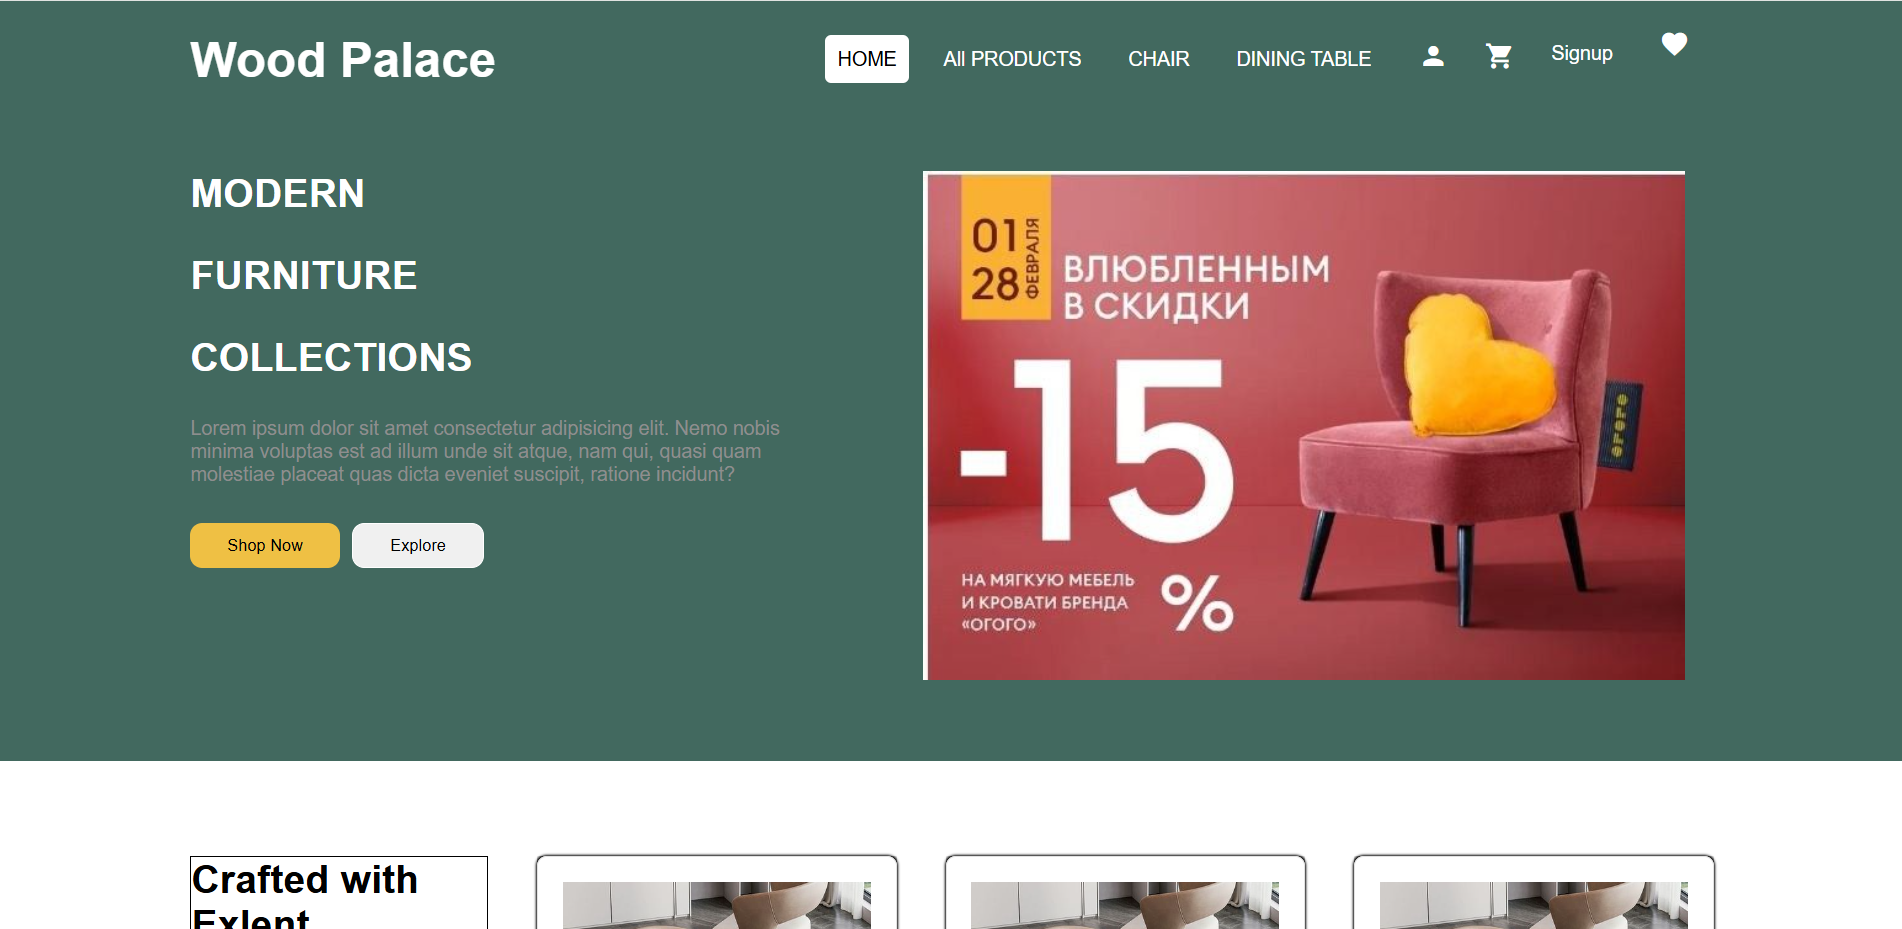 Wood Palace
HOME
All PRODUCTS
CHAIR
DINING TABLE
Signup
MODERN
FURNITURE
COLLECTIONS
Lorem ipsum dolor sit amet consectetur adipisicing elit. Nemo nobis
minima voluptas est ad illum unde sit atque, nam qui, quasi quam
molestiae placeat quas dicta eveniet suscipit, ratione incidunt?
Shop Now
Explore
01
28
ФЕВРАЛЯ
ВЛЮБЛЕННЫМ
В СКИДКИ
-15
%
НА МЯГКУЮ МЕБЕЛЬ
И КРОВАТИ БРЕНДА
«ОГОГО»
огого
Crafted with
Exlent